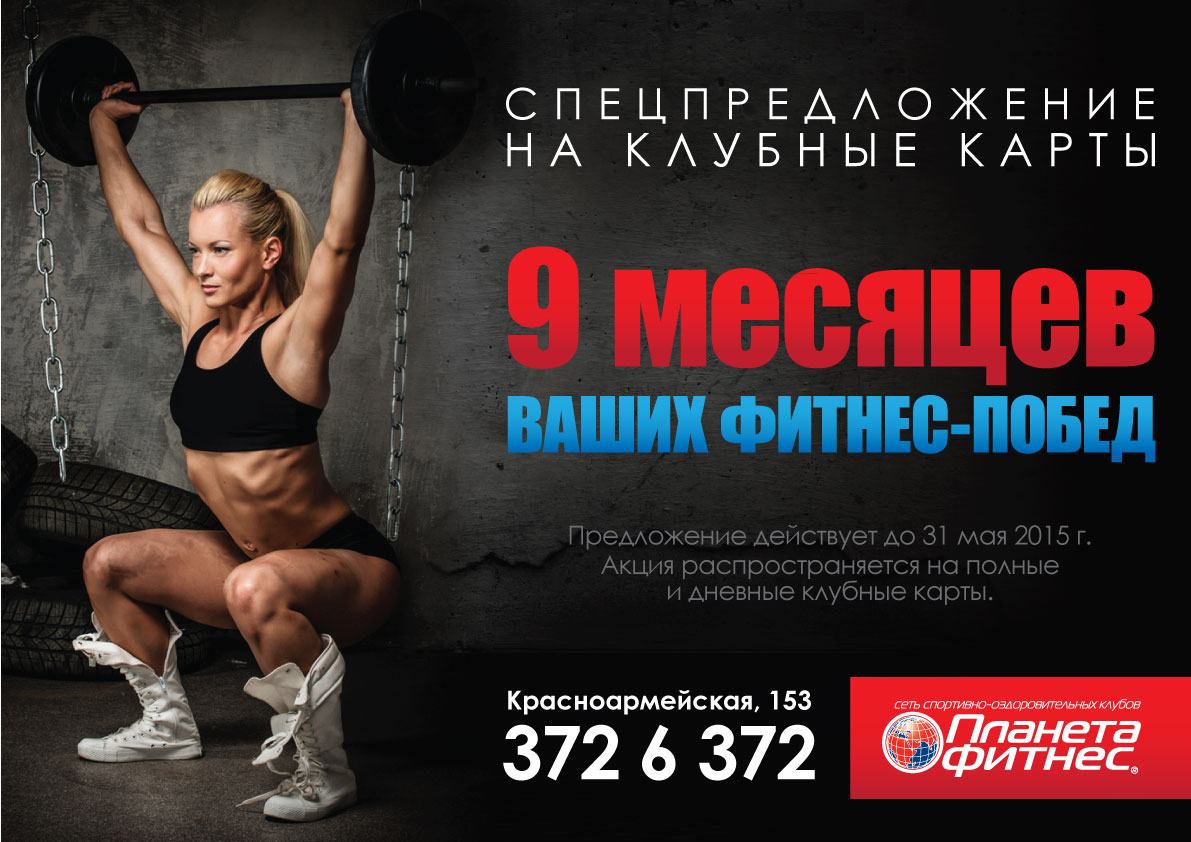 СПЕЦПРЕДЛОЖЕНИЕ
НА КЛУБНЫЕ КАРТЫ
9 месяцев
ВАШИХ ФИТНЕС-ПОБЕД
Предложение действует до 31 мая 2015 г.
Акция распространяется на полные
и дневные клубные карты.
Красноармейская, 153
372 6 372
сеть спортивно-оздоровительных клубов
Планета
фитнес®